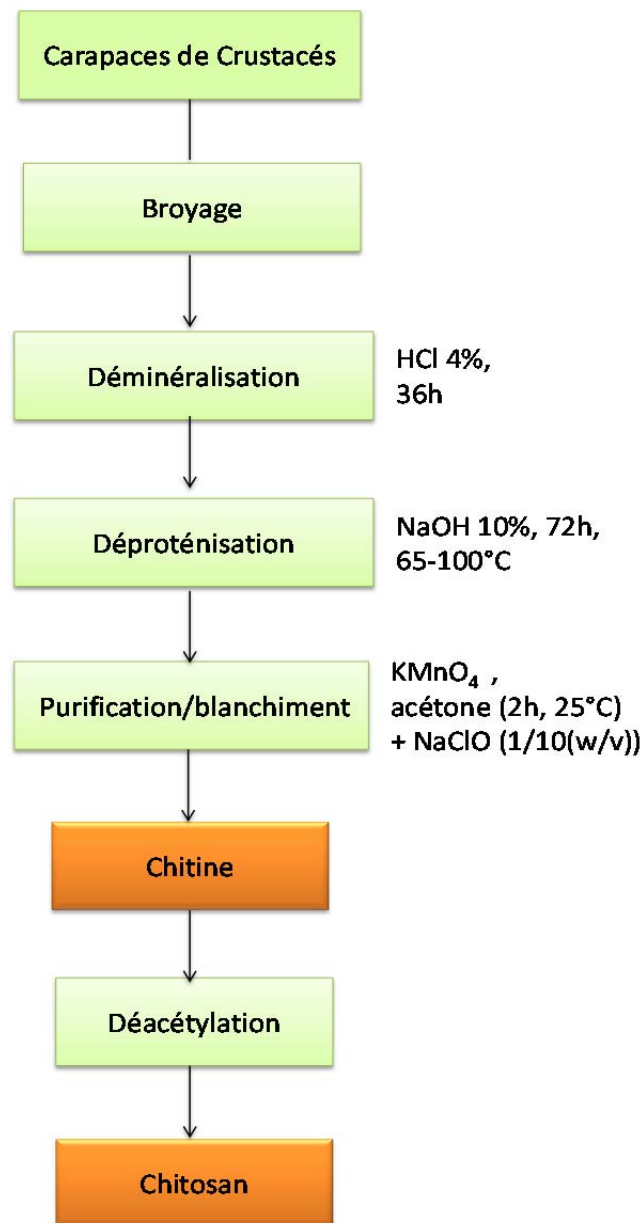 Carapaces de Crustacés
Broyage
Déminéralisation
HCl 4%,
36h
Déproténisation
NaOH 10%, 72h,
65-100°C
Purification/blanchiment
KMnO₄ ,
acétone (2h, 25°C)
+ NaClO (1/10(w/v))
Chitine
Déacétylation
Chitosan